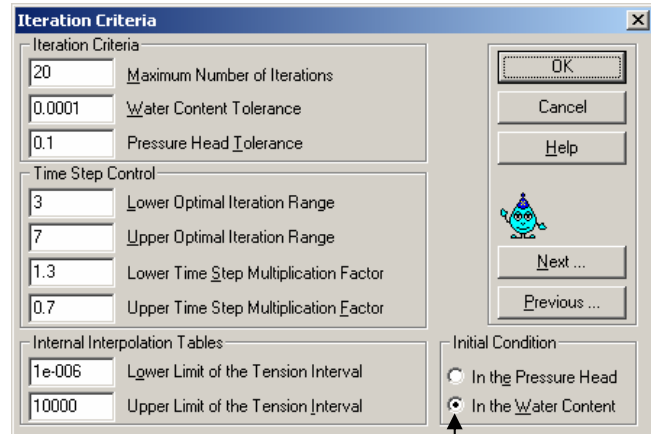 Iteration Criteria
Iteration Criteria
20 Maximum Number of Iterations
0.0001 Water Content Tolerance
0.1 Pressure Head Tolerance
Time Step Control
3 Lower Optimal Iteration Range
7 Upper Optimal Iteration Range
1.3 Lower Time Step Multiplication Factor
0.7 Upper Time Step Multiplication Factor
Internal Interpolation Tables
1e-006 Lower Limit of the Tension Interval
10000 Upper Limit of the Tension Interval
OK
Cancel
Help
Next ...
Previous ...
Initial Condition
In the Pressure Head
In the Water Content